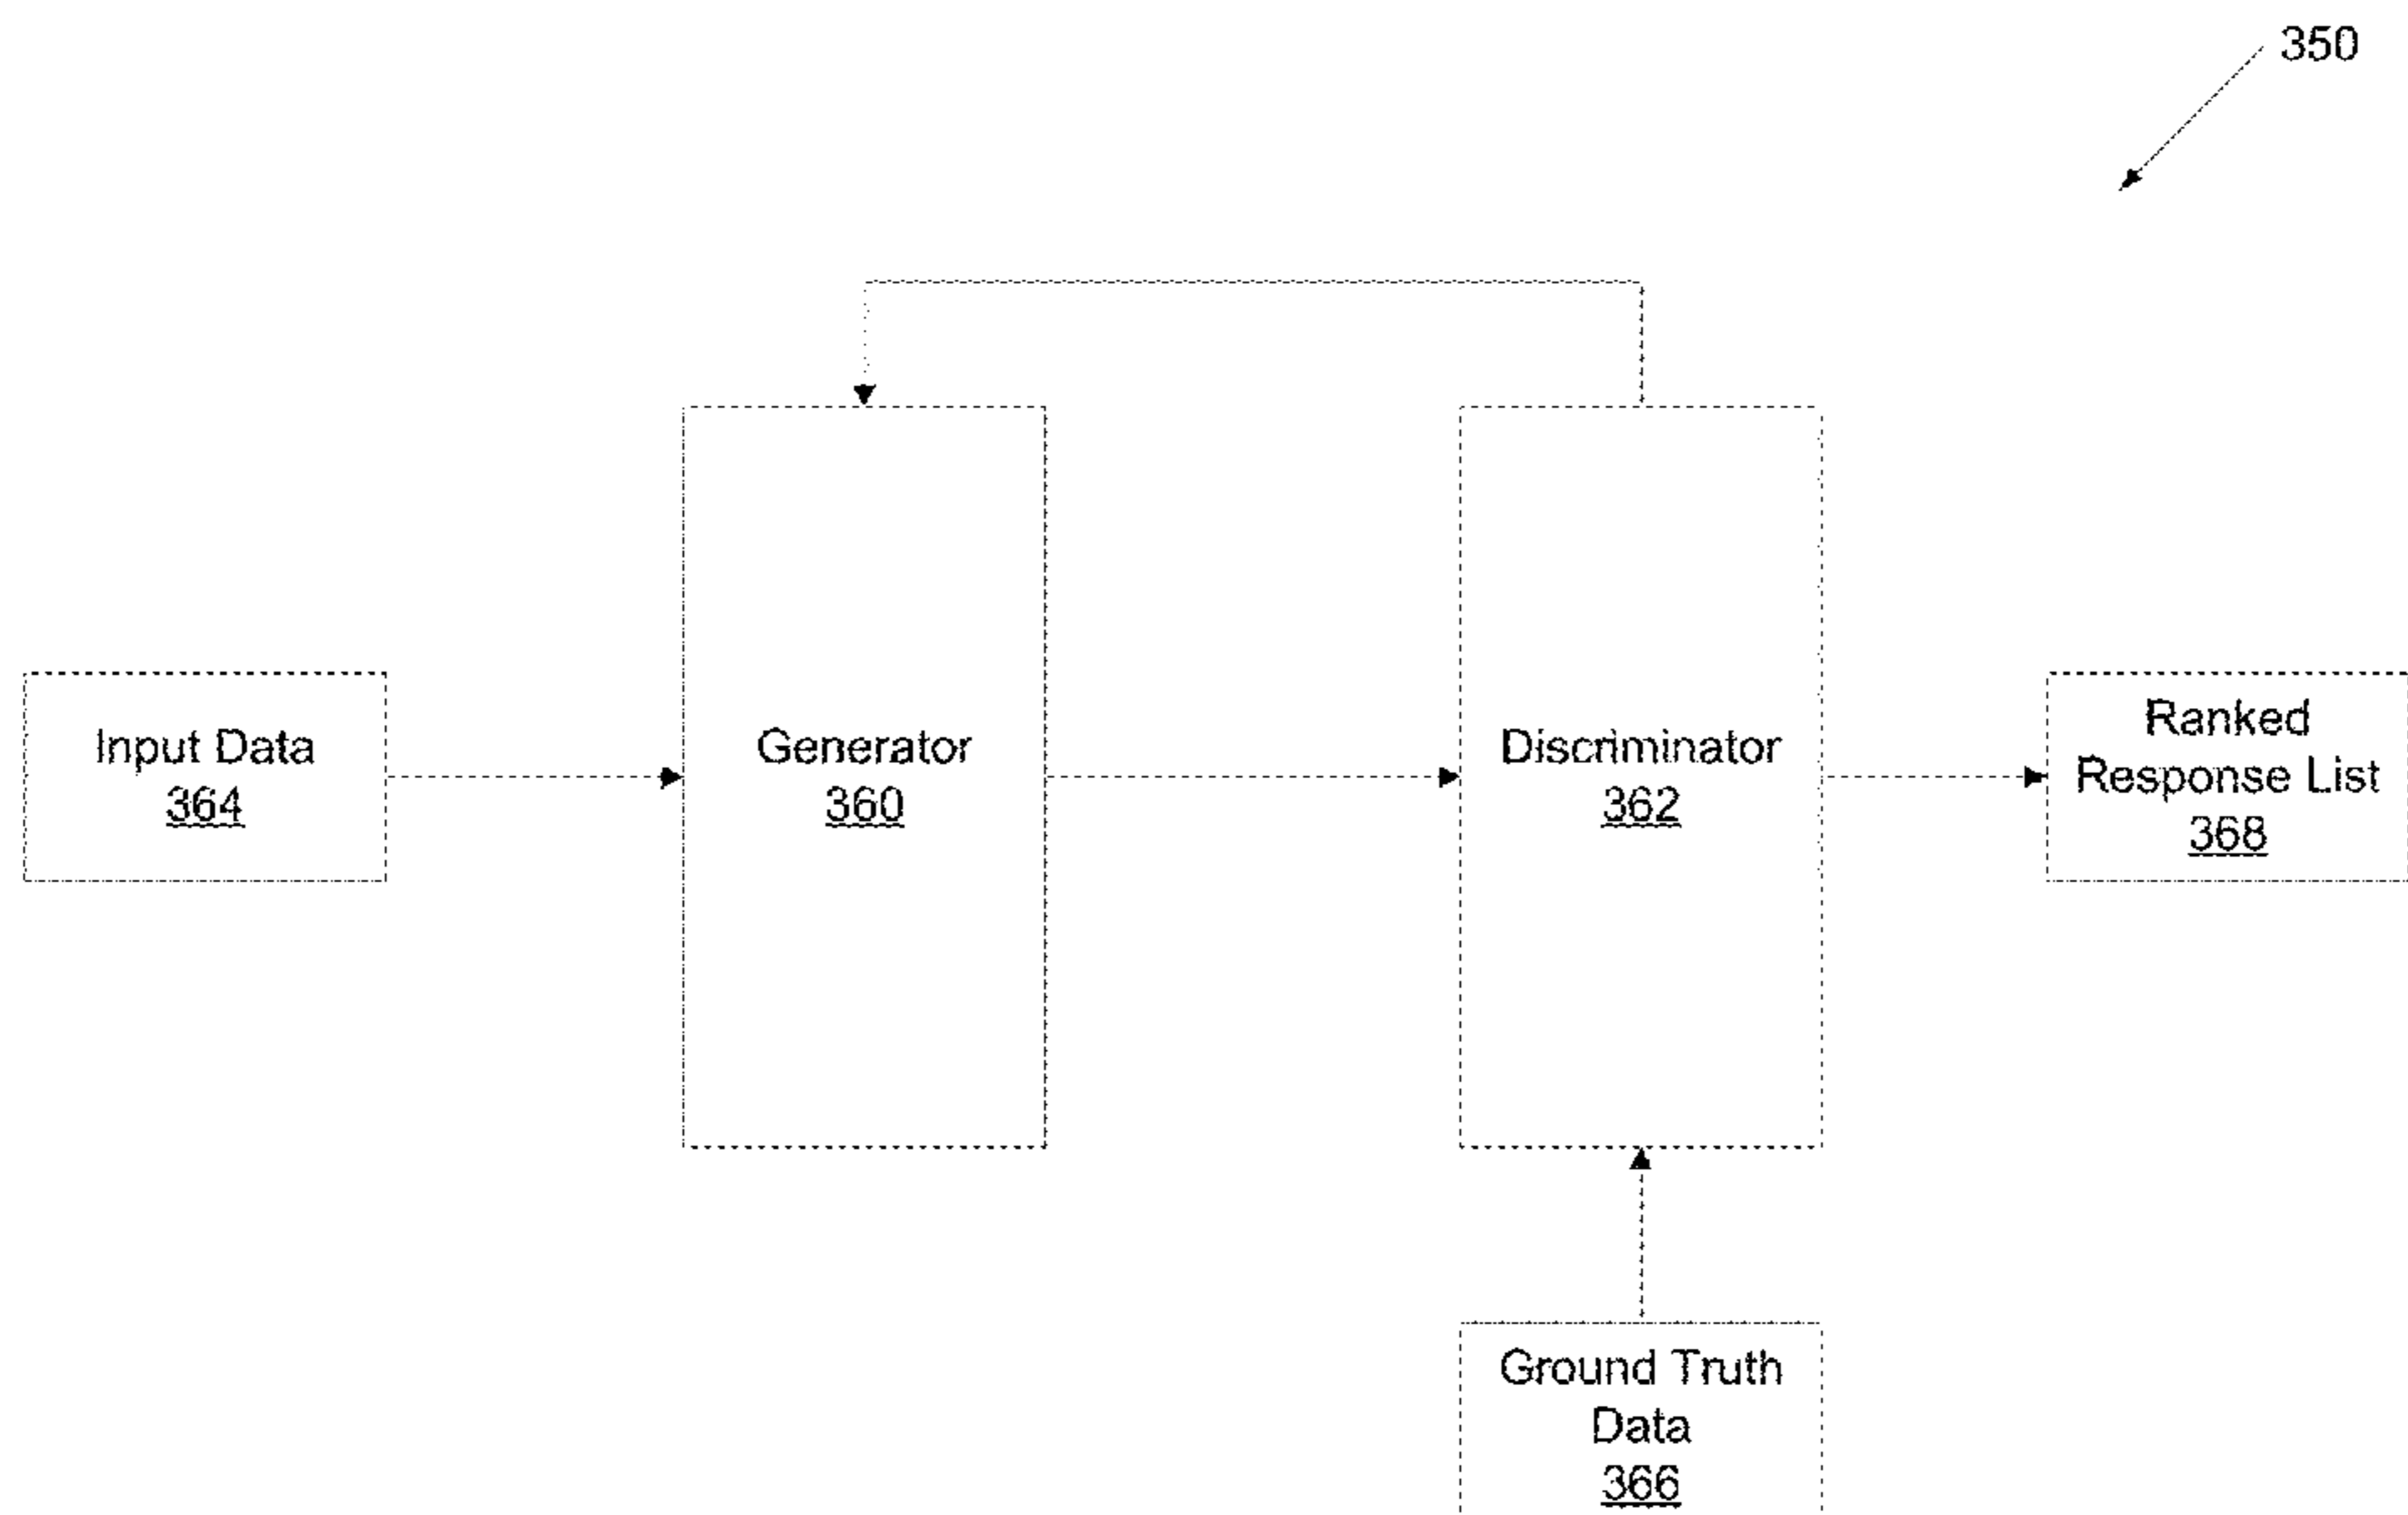 350
Input Data
364
Generator
360
Discriminator
362
Ranked
Response List
368
Ground Truth
Data
366